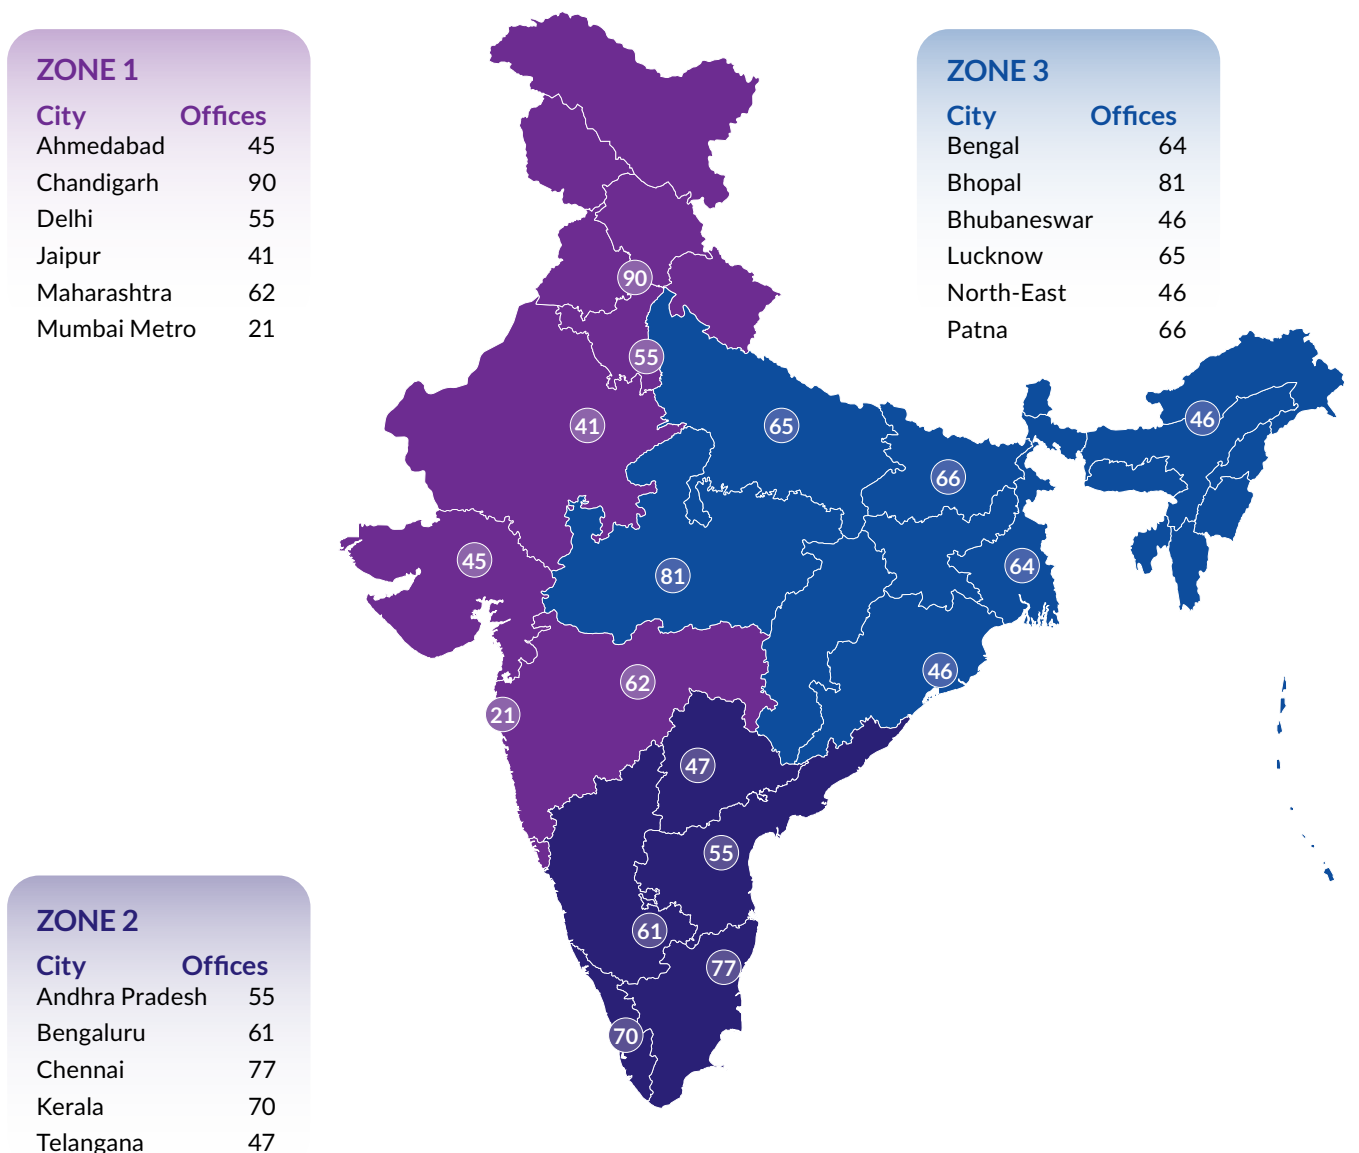 ZONE 1
City Offices
Ahmedabad 45
Chandigarh 90
Delhi 55
Jaipur 41
Maharashtra 62
Mumbai Metro 21
ZONE 3
City Offices
Bengal 64
Bhopal 81
Bhubaneswar 46
Lucknow 65
North-East 46
Patna 66
90
55
41
65
46
66
45
81
64
62
46
21
47
55
61
77
70
ZONE 2
City Offices
Andhra Pradesh 55
Bengaluru 61
Chennai 77
Kerala 70
Telangana 47